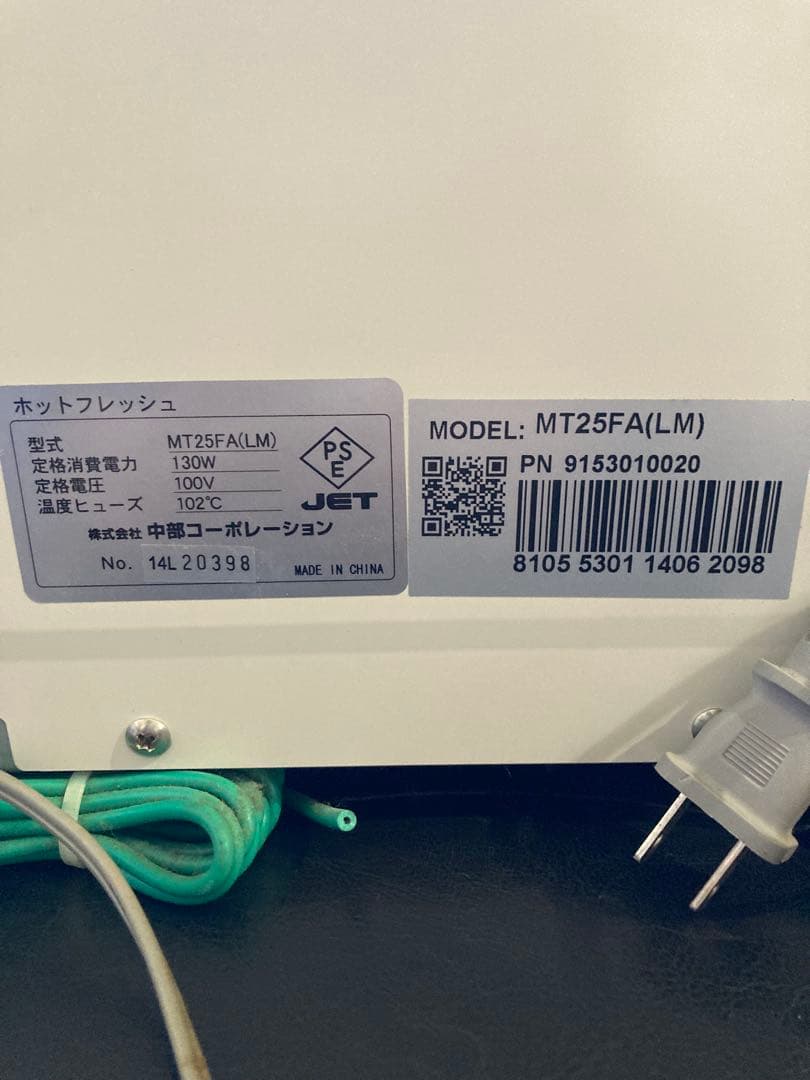 ホットフレッシュ
型式 MT25FA(LM)
定格消費電力 130W
定格電圧 100V
温度ヒューズ 102℃
PS
E
JET
株式会社 中部コーポレーション
No. 14L20398
MADE IN CHINA
MODEL: MT25FA(LM)
PN 9153010020
8105 5301 1406 2098